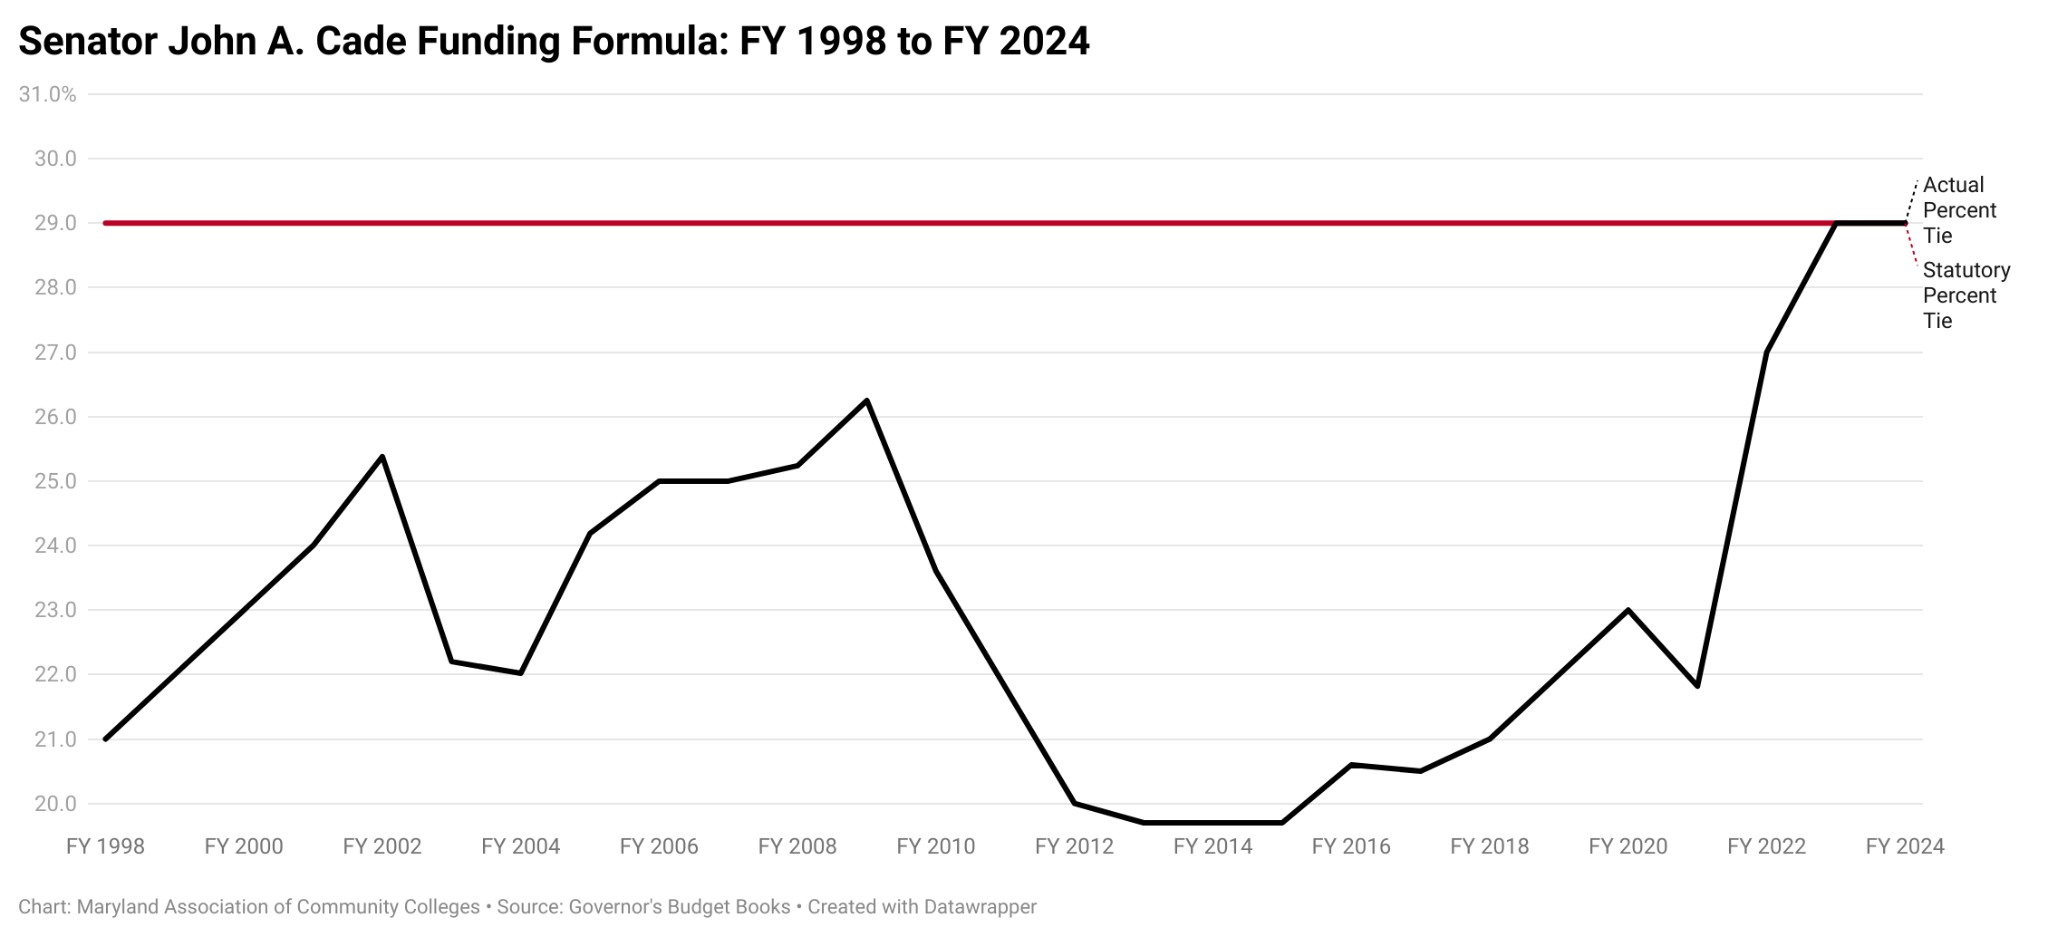 Senator John A. Cade Funding Formula: FY 1998 to FY 2024
31.0%
30.0
29.0
28.0
27.0
26.0
25.0
24.0
23.0
22.0
21.0
20.0
Actual
Percent
Tie
Statutory
Percent
Tie
FY 1998 FY 2000 FY 2002 FY 2004 FY 2006 FY 2008 FY 2010 FY 2012 FY 2014 FY 2016 FY 2018 FY 2020 FY 2022 FY 2024
Chart: Maryland Association of Community Colleges • Source: Governor's Budget Books • Created with Datawrapper